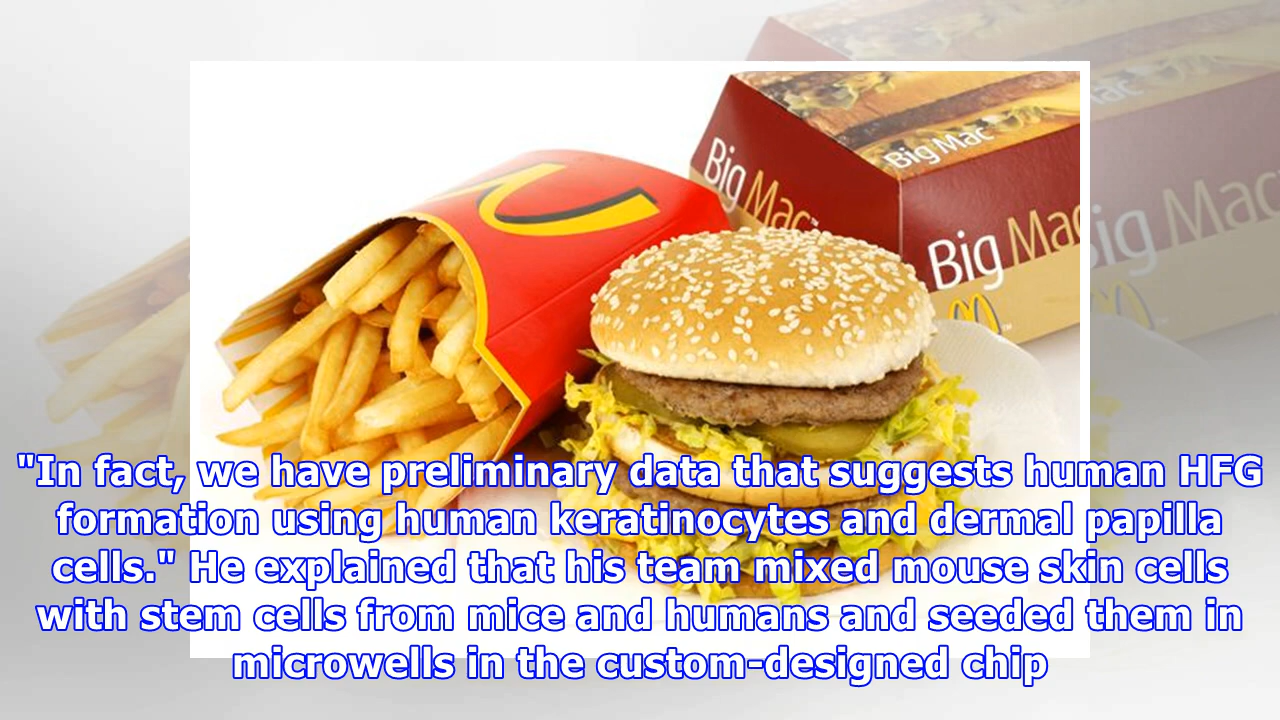 Big Mac
Big Mac
Big Mac
Big Mac
"In fact, we have preliminary data that suggests human HFG
formation using human keratinocytes and dermal papilla
cells." He explained that his team mixed mouse skin cells
with stem cells from mice and humans and seeded them in
microwells in the custom-designed chip